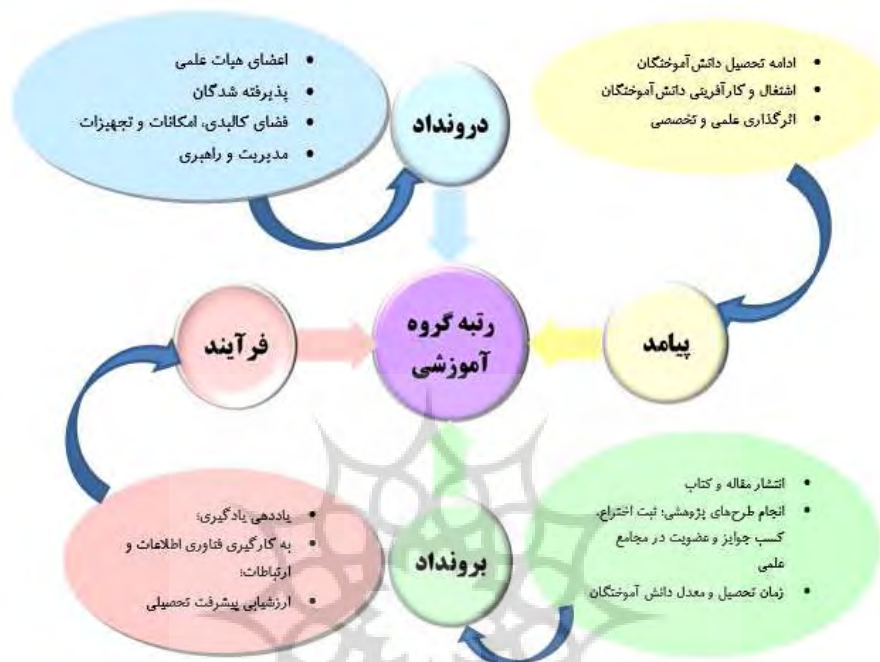 اعضای هیات علمی
پذیرفته شدگان
فضای کالبدی، امکانات و تجهیزات
مدیریت و راهبری
درونداد
ادامه تحصیل دانش آموختگان
اشتغال و کارآفرینی دانش آموختگان
اثرگذاری علمی و تخصصی
پیامد
رتبه گروه
آموزشی
فرآیند
یاددهی یادگیری؛
به کارگیری فناوری اطلاعات و
ارتباطات؛
ارزشیابی پیشرفت تحصیلی
برونداد
انتشار مقاله و کتاب
انجام طرح‌های پژوهشی؛ ثبت اختراع،
کسب جوایز و عضویت در مجامع
علمی
زمان تحصیل و معدل دانش آموختگان